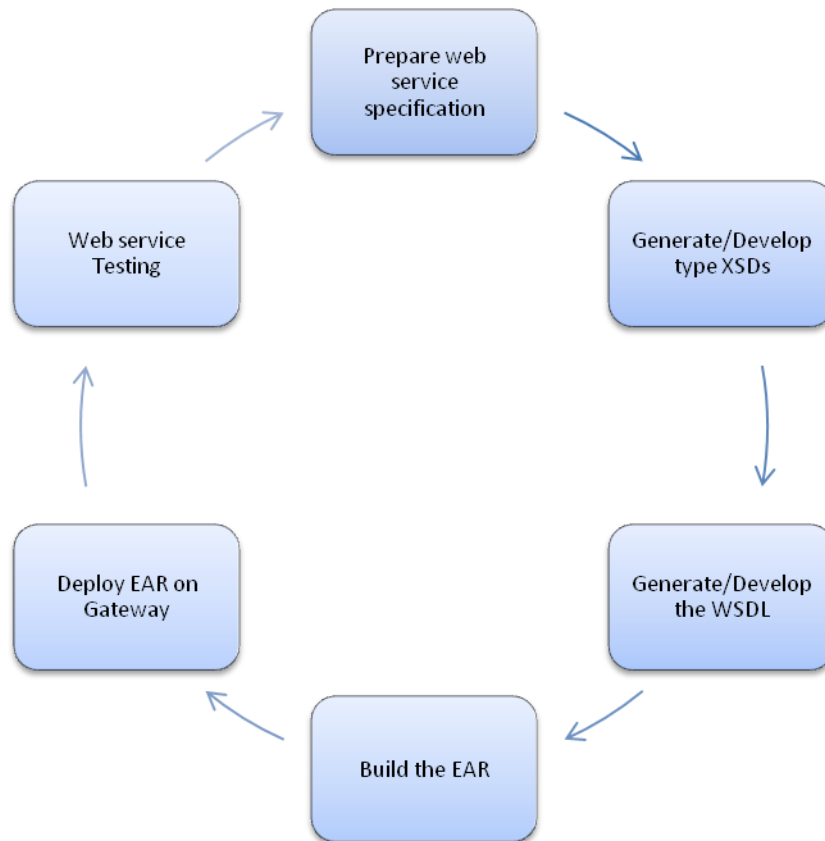 Prepare web
service
specification
Generate/Develop
type XSDs
Generate/Develop
the WSDL
Build the EAR
Deploy EAR on
Gateway
Web service
Testing